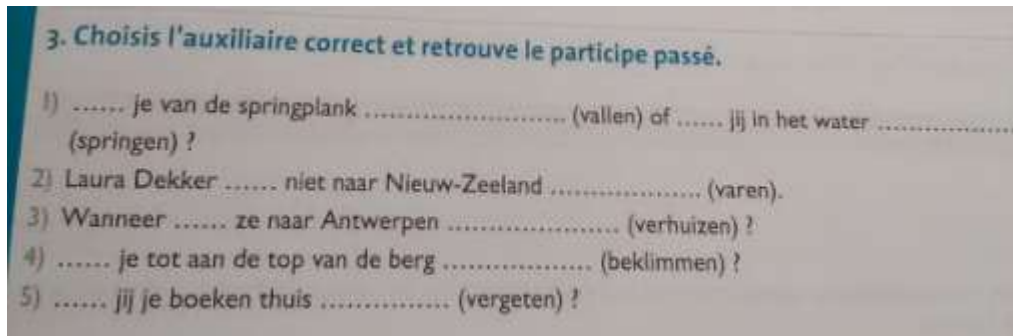 3. Choisis l'auxiliaire correct et retrouve le participe passé.
1) ...... je van de springplank ........................ (vallen) of ...... jij in het water ..................
(springen) ?
2) Laura Dekker ...... niet naar Nieuw-Zeeland .................. (varen).
3) Wanneer ...... ze naar Antwerpen ..................... (verhuizen) ?
4) ...... je tot aan de top van de berg .................. (beklimmen) ?
5) ...... jij je boeken thuis ............... (vergeten) ?